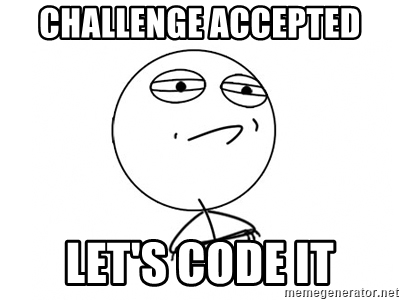 CHALLENGE ACCEPTED
LET'S CODE IT
memegenerator.net